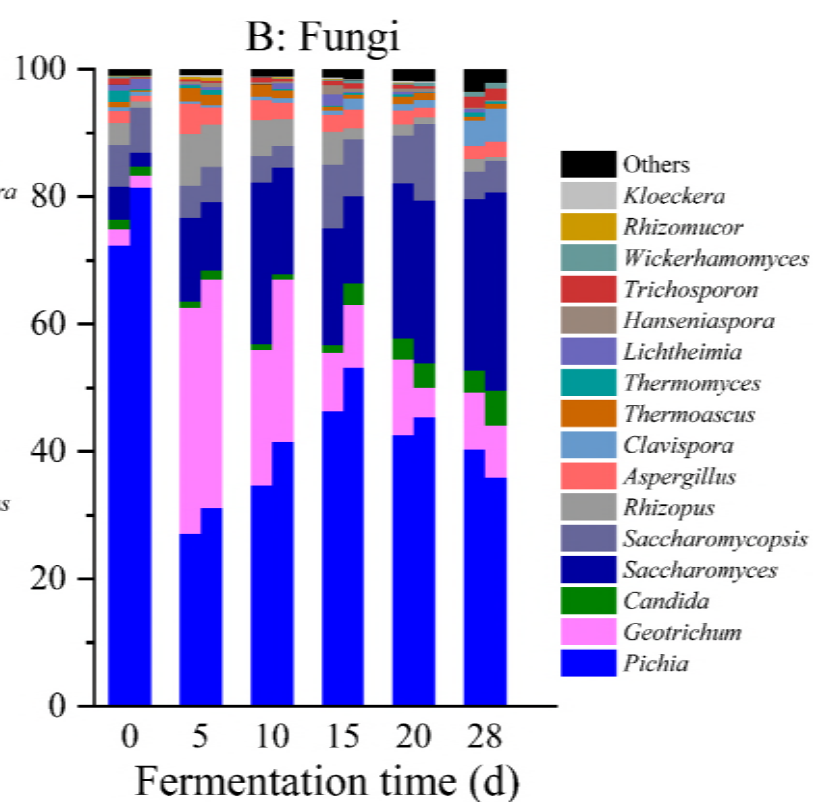 B: Fungi
100
80
60
40
20
0
ra
s
0 5 10 15 20 28
Fermentation time (d)
Others
Kloeckera
Rhizomucor
Wickerhamomyces
Trichosporon
Hanseniaspora
Lichtheimia
Thermomyces
Thermoascus
Clavispora
Aspergillus
Rhizopus
Saccharomycopsis
Saccharomyces
Candida
Geotrichum
Pichia